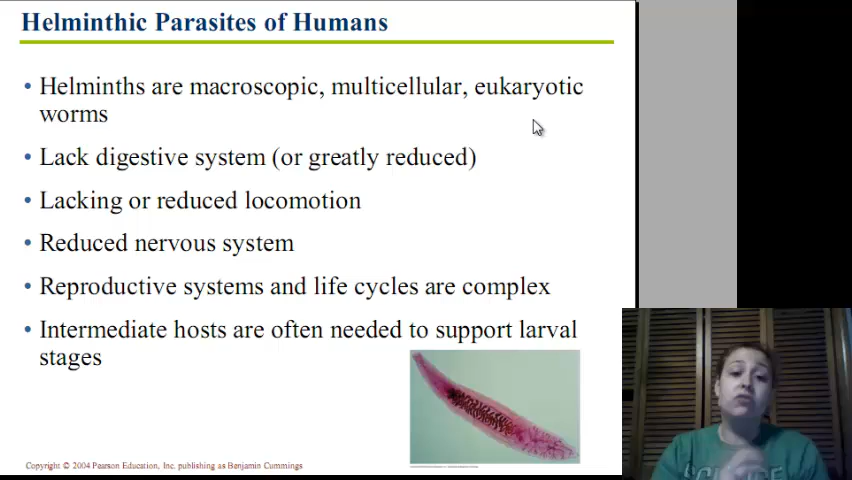 Helminthic Parasites of Humans
• Helminths are macroscopic, multicellular, eukaryotic
worms
• Lack digestive system (or greatly reduced)
• Lacking or reduced locomotion
• Reduced nervous system
• Reproductive systems and life cycles are complex
• Intermediate hosts are often needed to support larval
stages
Copyright © 2004 Pearson Education, Inc. publishing as Benjamin Cummings